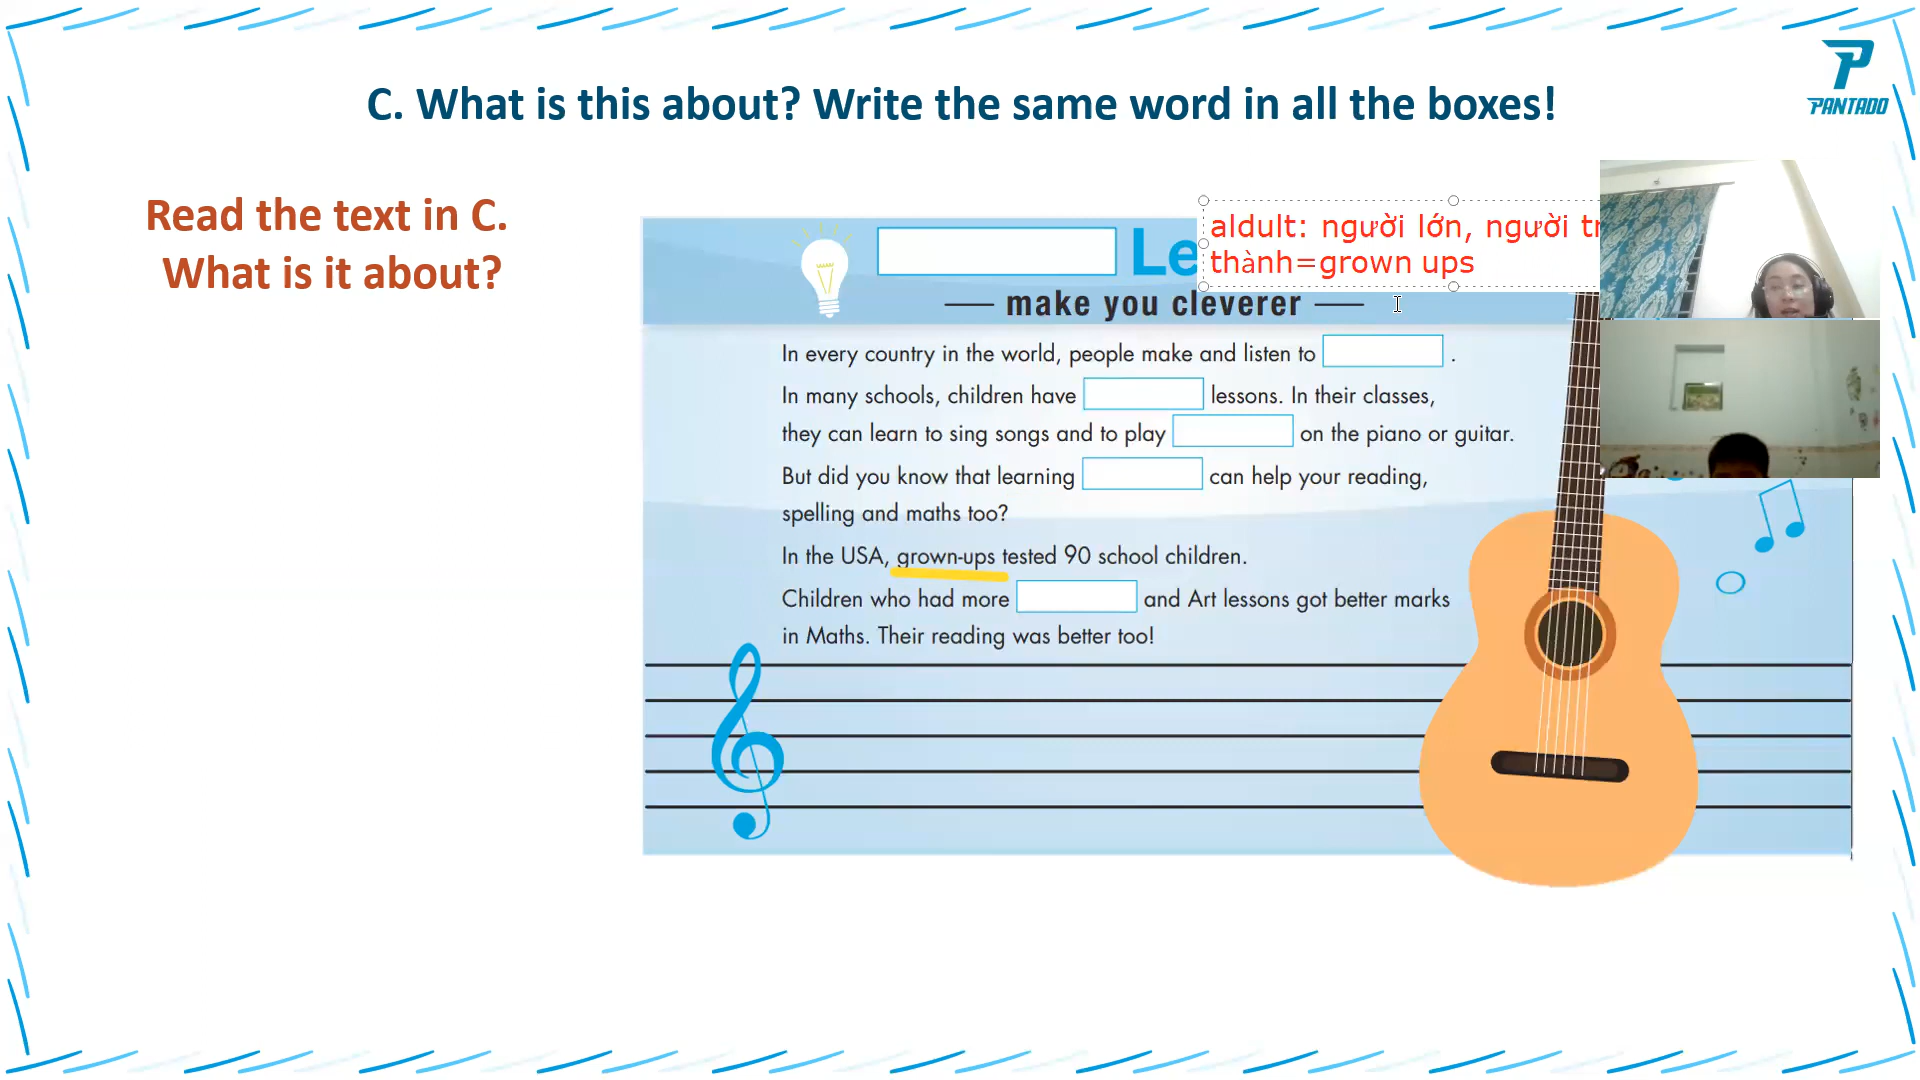 C. What is this about? Write the same word in all the boxes!
PANTADO
Read the text in C.
What is it about?
aldult: người lớn, người
thành=grown ups
make you cleverer
In every country in the world, people make and listen to .
In many schools, children have lessons. In their classes,
they can learn to sing songs and to play on the piano or guitar.
But did you know that learning can help your reading,
spelling and maths too?
In the USA, grown-ups tested 90 school children.
Children who had more and Art lessons got better marks
in Maths. Their reading was better too!